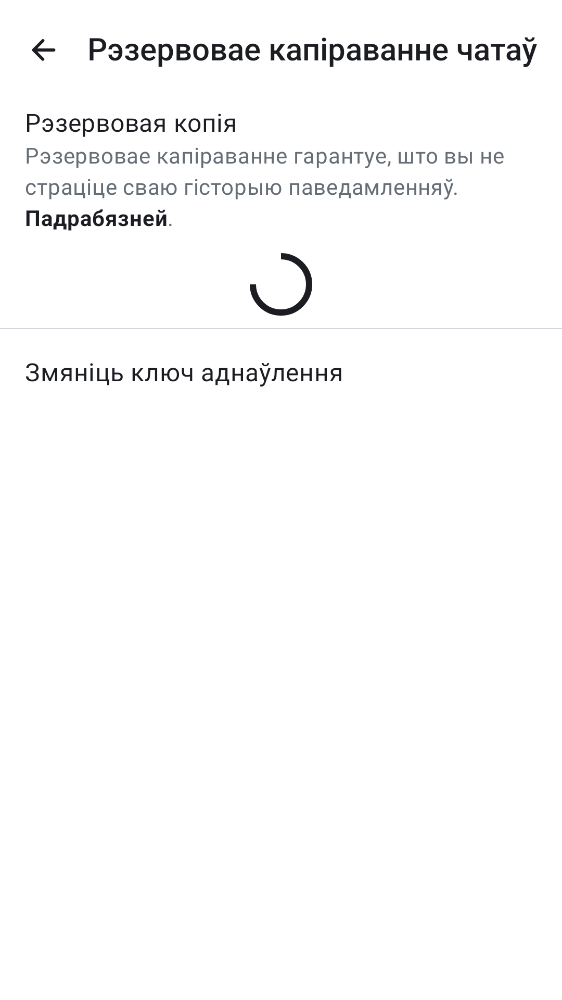 Рэзервовае капіраванне чатаў
Рэзервовая копія
Рэзервовае капіраванне гарантуе, што вы не
страціце сваю гісторыю паведамленняў.
Падрабязней.
Змяніць ключ аднаўлення